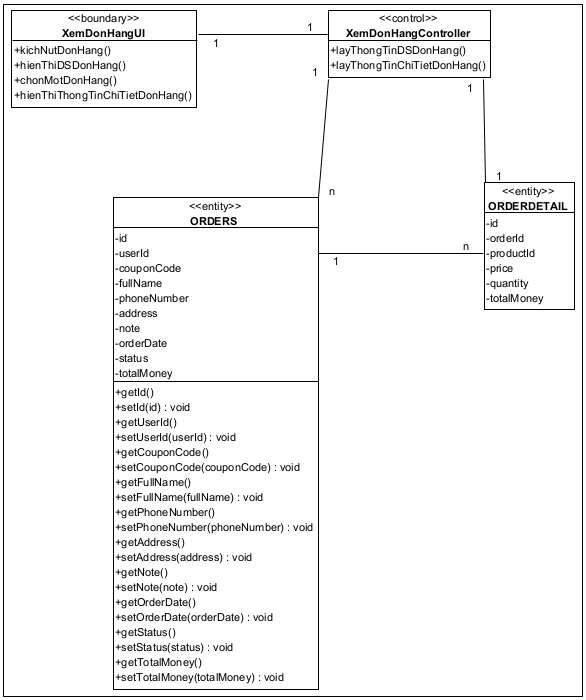 <<boundary>>
XemDonHangUI
+kichNutDonHang()
+hienThiDSDonHang()
+chonMotDonHang()
+hienThiThongTinChiTietDonHang()
1
1
<<control>>
XemDonHangController
+layThongTinDSDonHang()
+layThongTinChiTietDonHang()
1
1
n
1
<<entity>>
ORDERS
-id
-userId
-couponCode
-fullName
-phoneNumber
-address
-note
-orderDate
-status
-totalMoney
+getId()
+setId(id) : void
+getUserId()
+setUserId(userId) : void
+getCouponCode()
+setCouponCode(couponCode) : void
+getFullName()
+setFullName(fullName) : void
+getPhoneNumber()
+setPhoneNumber(phoneNumber) : void
+getAddress()
+setAddress(address) : void
+getNote()
+setNote(note) : void
+getOrderDate()
+setOrderDate(orderDate) : void
+getStatus()
+setStatus(status) : void
+getTotalMoney()
+setTotalMoney(totalMoney) : void
1
n
<<entity>>
ORDERDETAIL
-id
-orderId
-productId
-price
-quantity
-totalMoney